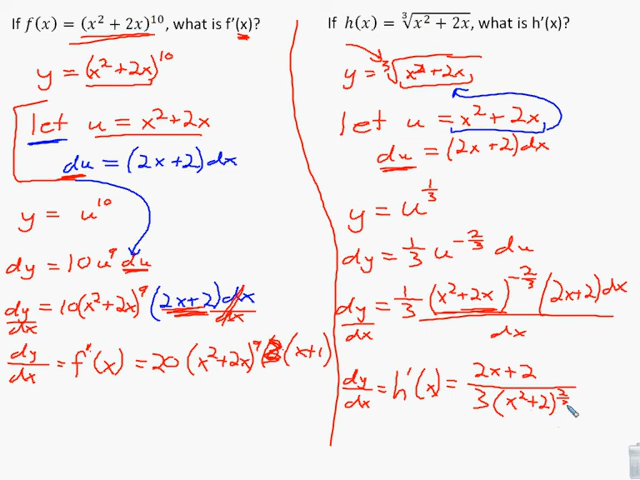 If f(x) = (x² + 2x)¹⁰, what is f'(x)?
y = (x²+2x)¹⁰
let u = x²+2x
du = (2x+2)dx
y = u¹⁰
dy = 10u⁹ du
dy/dx = 10(x²+2x)⁹ (2x+2)dx/dx
dy/dx = f'(x) = 20(x²+2x)⁹ (x+1)
If h(x) = ∛(x² + 2x), what is h'(x)?
y = ∛(x²+2x)
let u = x²+2x
du = (2x+2)dx
y = u^(1/3)
dy = 1/3 u^(-2/3) du
dy/dx = 1/3 (x²+2x)^(-2/3) (2x+2)dx/dx
dy/dx = h'(x) = (2x+2)/(3(x²+2)^(2/3))